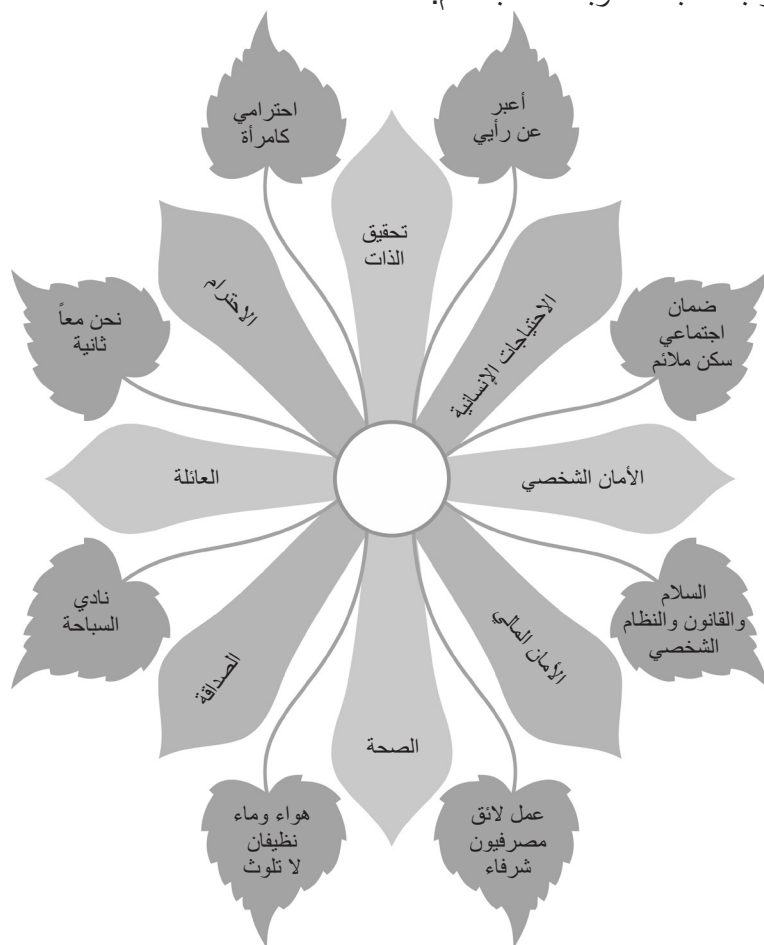 أعبر
عن رأيي
احترامي
كامرأة
تحقيق
الذات
الاحتياجات الإنسانية
الاحترام
ضمان
اجتماعي
سكن ملائم
نحن معاً
ثانية
الأمان الشخصي
العائلة
السلام
والقانون والنظام
الشخصي
نادي
السباحة
الأمان المالي
الصداقة
الصحة
عمل لائق
مصرفيون
شرفاء
هواء وماء
نظيفان
لا تلوث